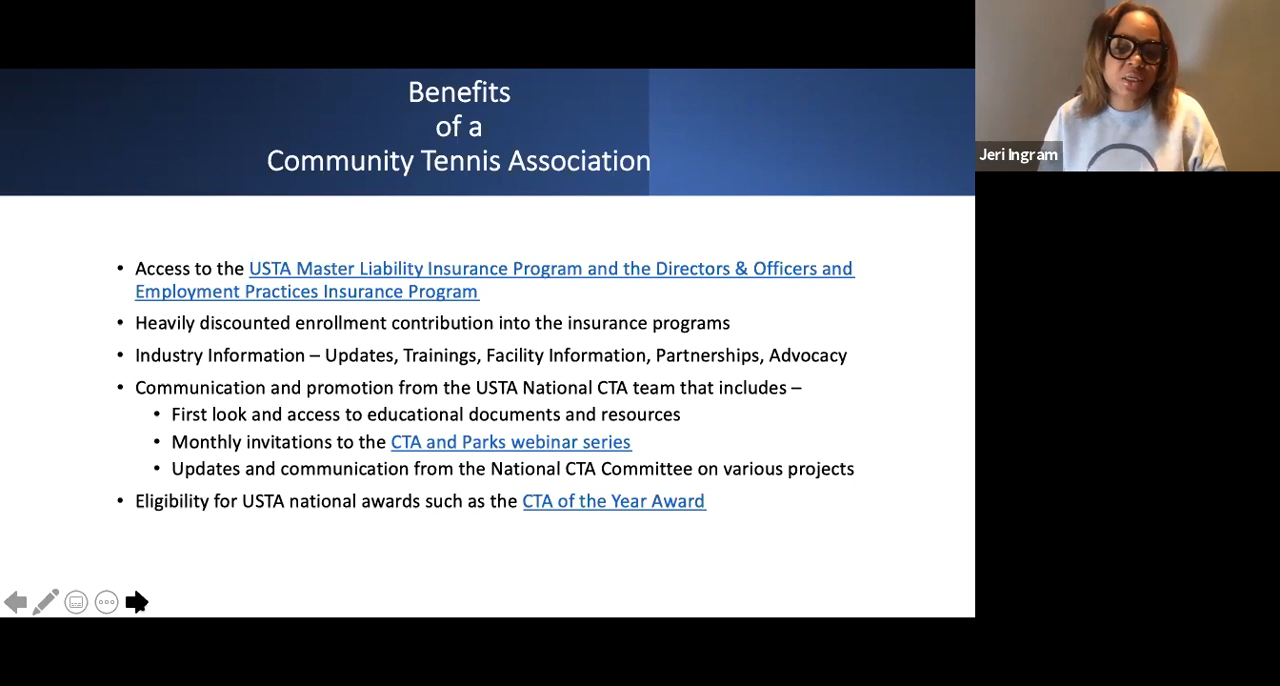 Benefits
of a
Community Tennis Association
• Access to the USTA Master Liability Insurance Program and the Directors & Officers and
Employment Practices Insurance Program
• Heavily discounted enrollment contribution into the insurance programs
• Industry Information – Updates, Trainings, Facility Information, Partnerships, Advocacy
• Communication and promotion from the USTA National CTA team that includes –
• First look and access to educational documents and resources
• Monthly invitations to the CTA and Parks webinar series
• Updates and communication from the National CTA Committee on various projects
• Eligibility for USTA national awards such as the CTA of the Year Award
Jeri Ingram